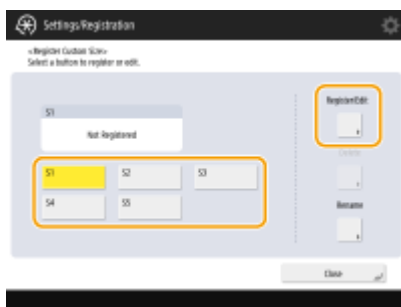 Settings/Registration
<Register Custom Size>
Select a button to register or edit.
S1
Not Registered
Register/Edit
S1
S2
S3
Delete
S4
S5
Rename
Close